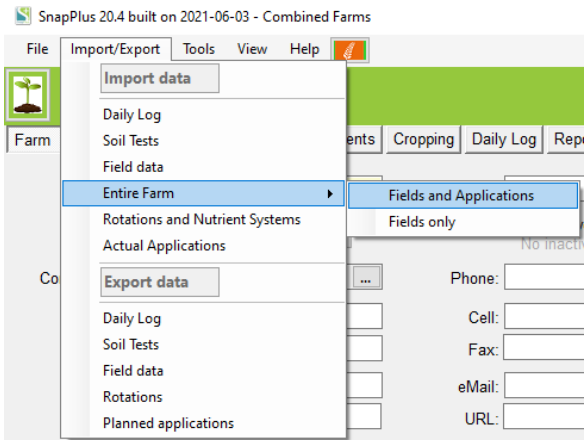 SnapPlus 20.4 built on 2021-06-03 - Combined Farms
File Import/Export Tools View Help
Import data
Daily Log
Soil Tests
Field data
Entire Farm
Fields and Applications
Fields only
Rotations and Nutrient Systems
Actual Applications
Export data
Daily Log
Soil Tests
Field data
Rotations
Planned applications
Farm
ents Cropping Daily Log Repo
No Inacti
Co
...
Phone:
Cell:
Fax:
eMail:
URL: